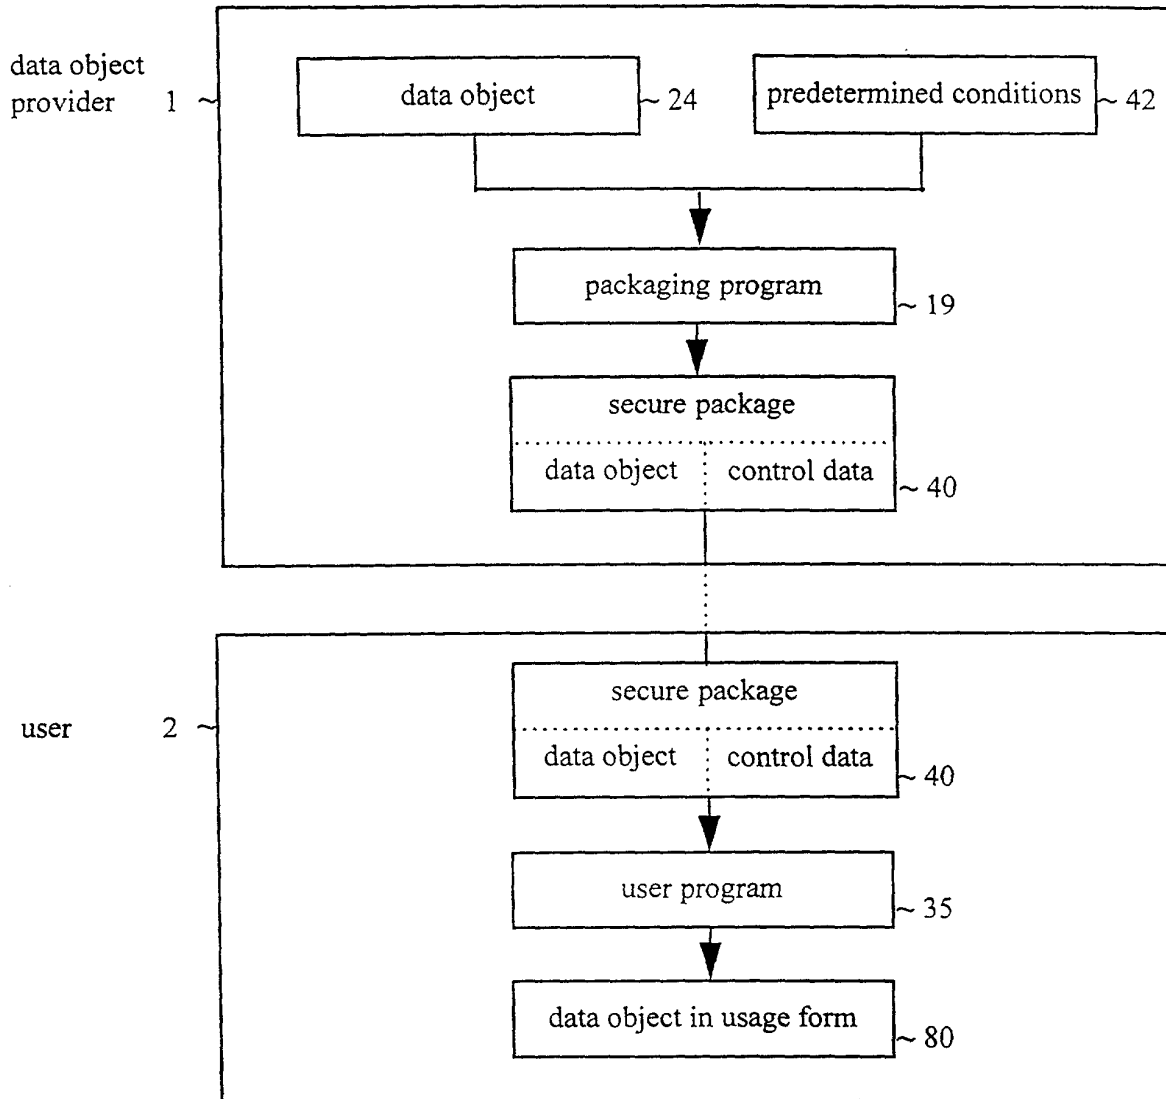 data object
provider 1 ~
data object ~ 24
predetermined conditions ~ 42
packaging program ~ 19
secure package
data object control data ~ 40
user 2 ~
secure package
data object control data ~ 40
user program ~ 35
data object in usage form ~ 80